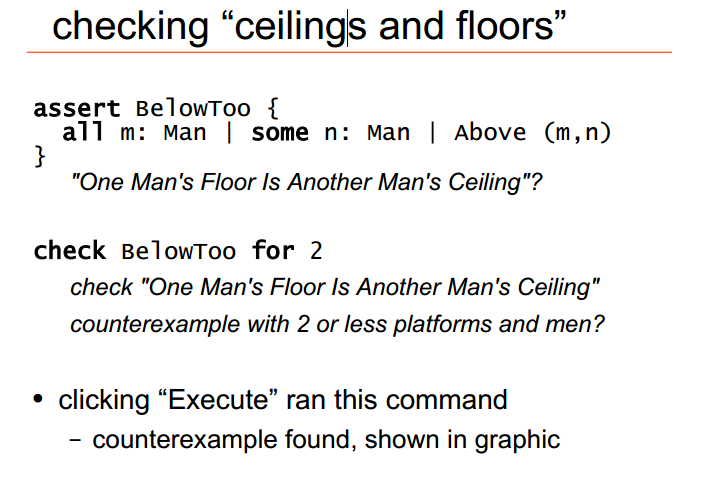 checking “ceilings and floors”
assert BelowToo {
all m: Man | some n: Man | Above (m,n)
}
"One Man's Floor Is Another Man's Ceiling"?
check BelowToo for 2
check "One Man's Floor Is Another Man's Ceiling"
counterexample with 2 or less platforms and men?
• clicking “Execute” ran this command
– counterexample found, shown in graphic